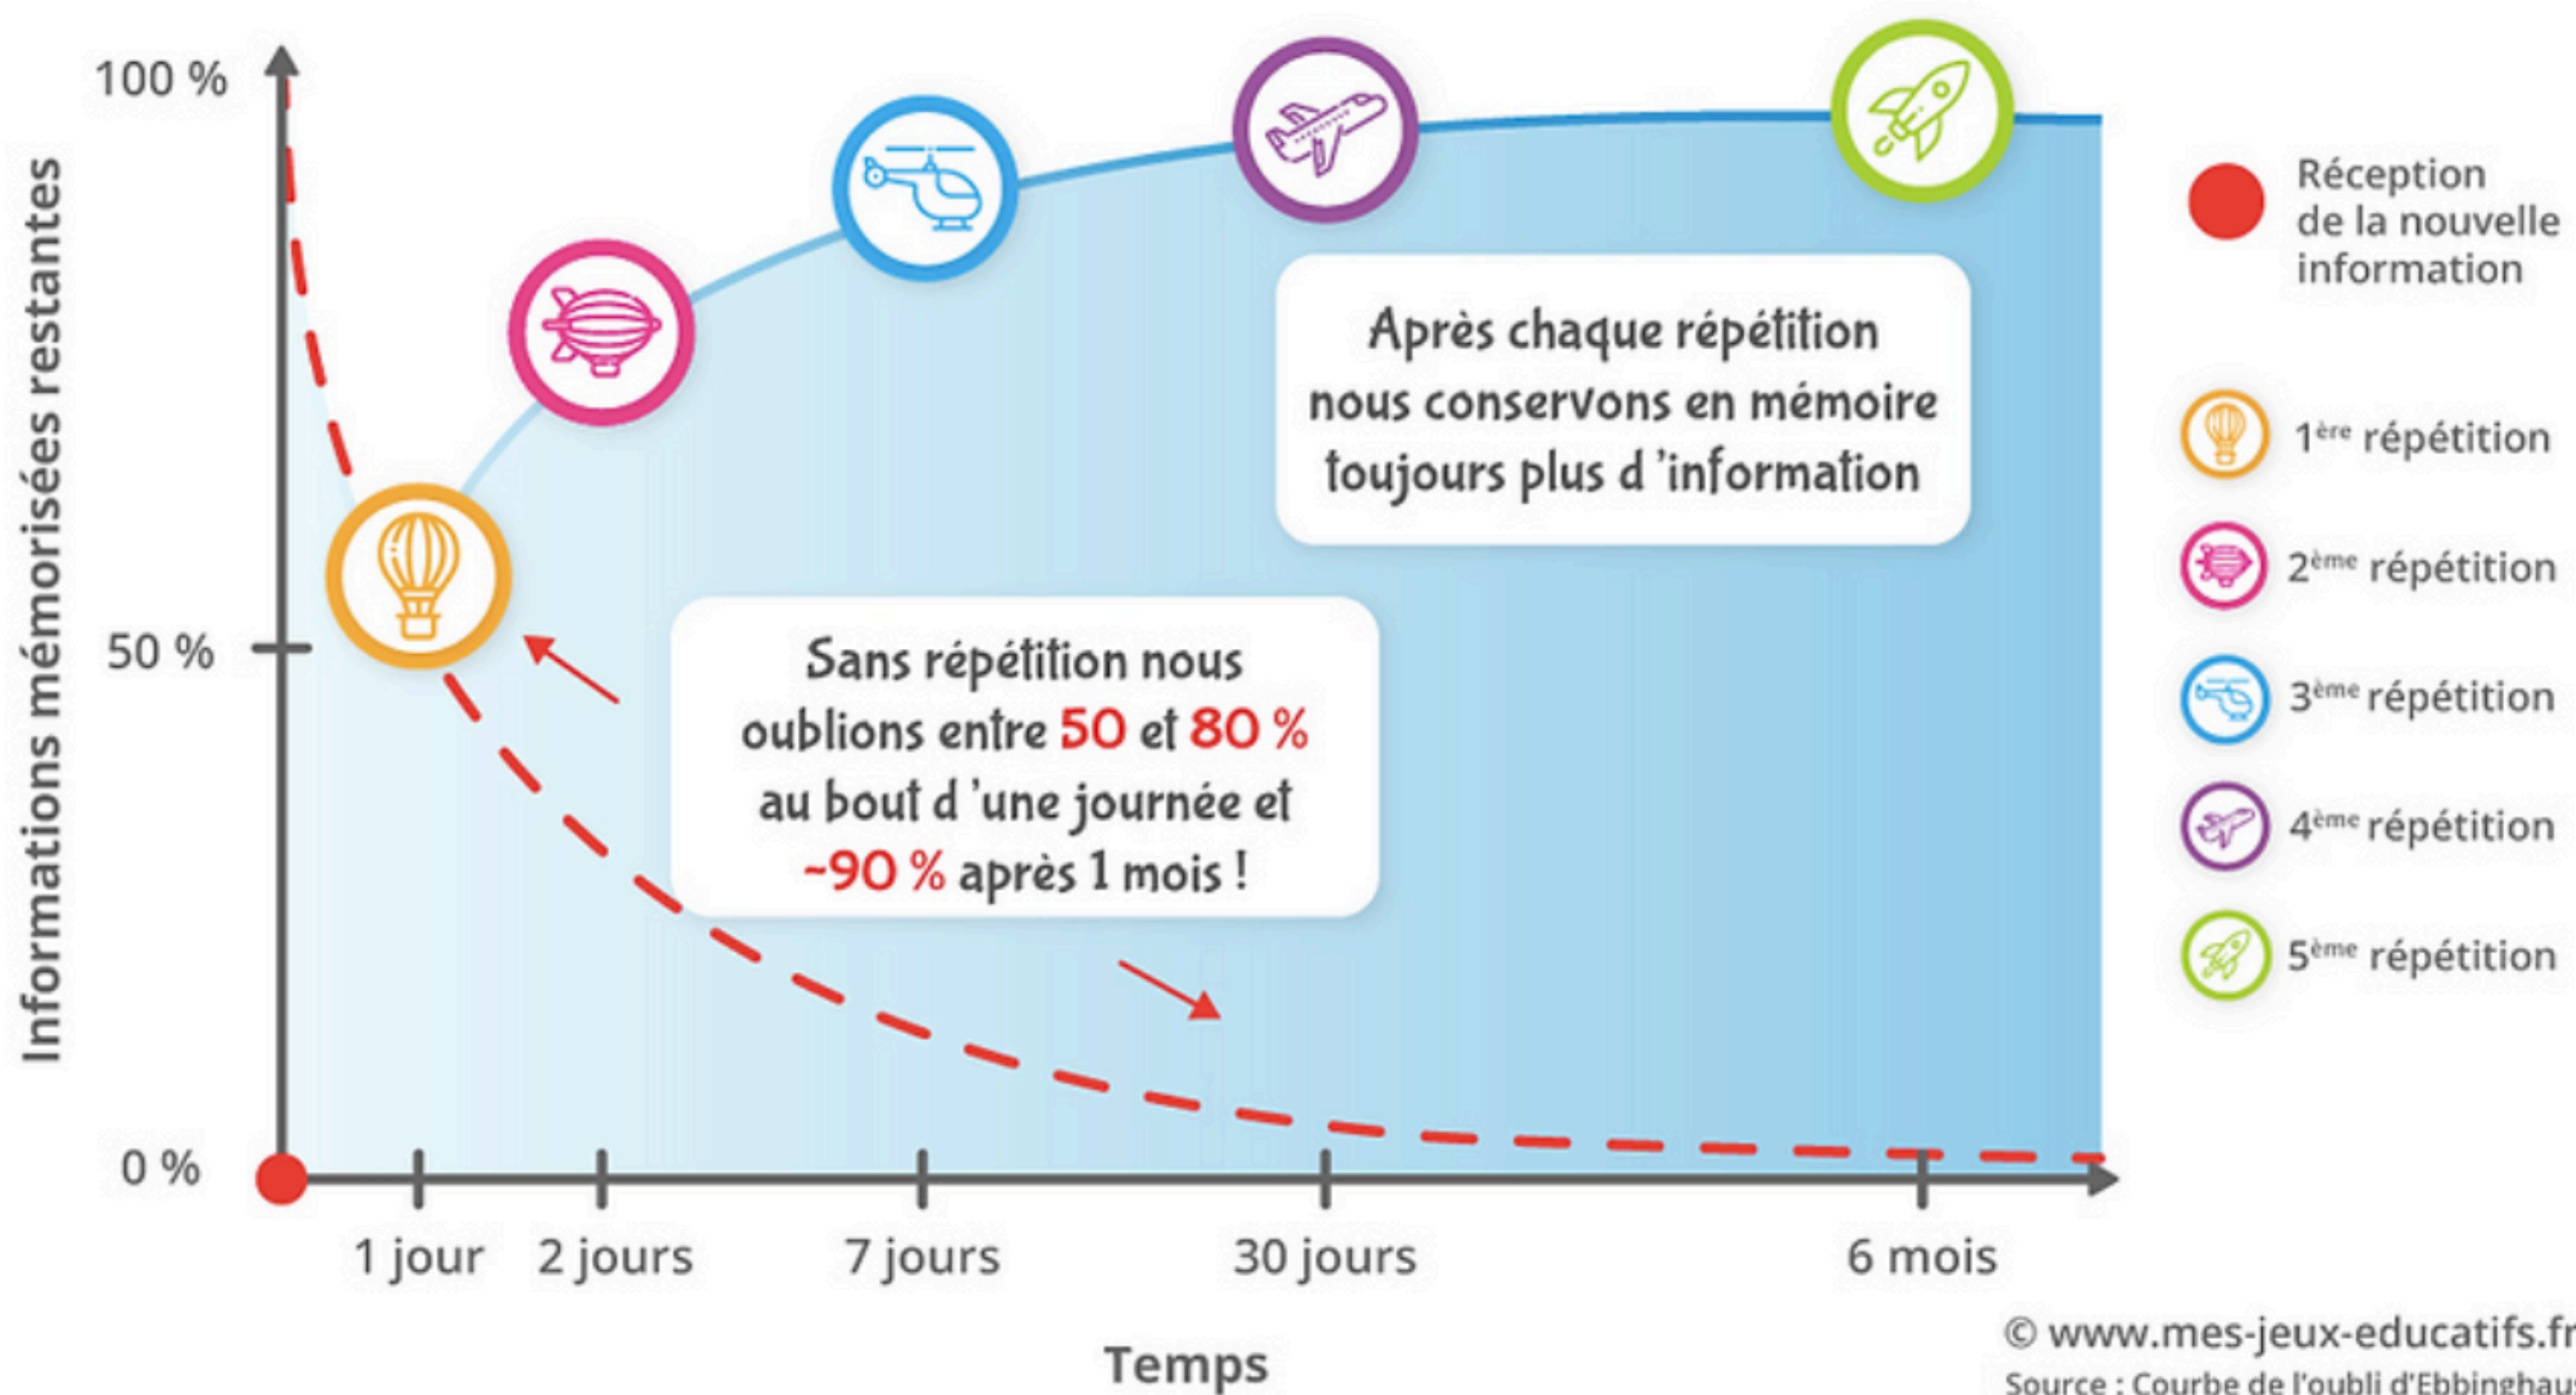 Informations mémorisées restantes
100 %
50 %
0 %
Sans répétition nous
oublions entre 50 et 80 %
au bout d 'une journée et
~90 % après 1 mois !
Après chaque répétition
nous conservons en mémoire
toujours plus d 'information
1 jour
2 jours
7 jours
30 jours
6 mois
Temps
Réception
de la nouvelle
information
1ère répétition
2ème répétition
3ème répétition
4ème répétition
5ème répétition
© www.mes-jeux-educatifs.fr
Source : Courbe de l'oubli d'Ebbinghaus